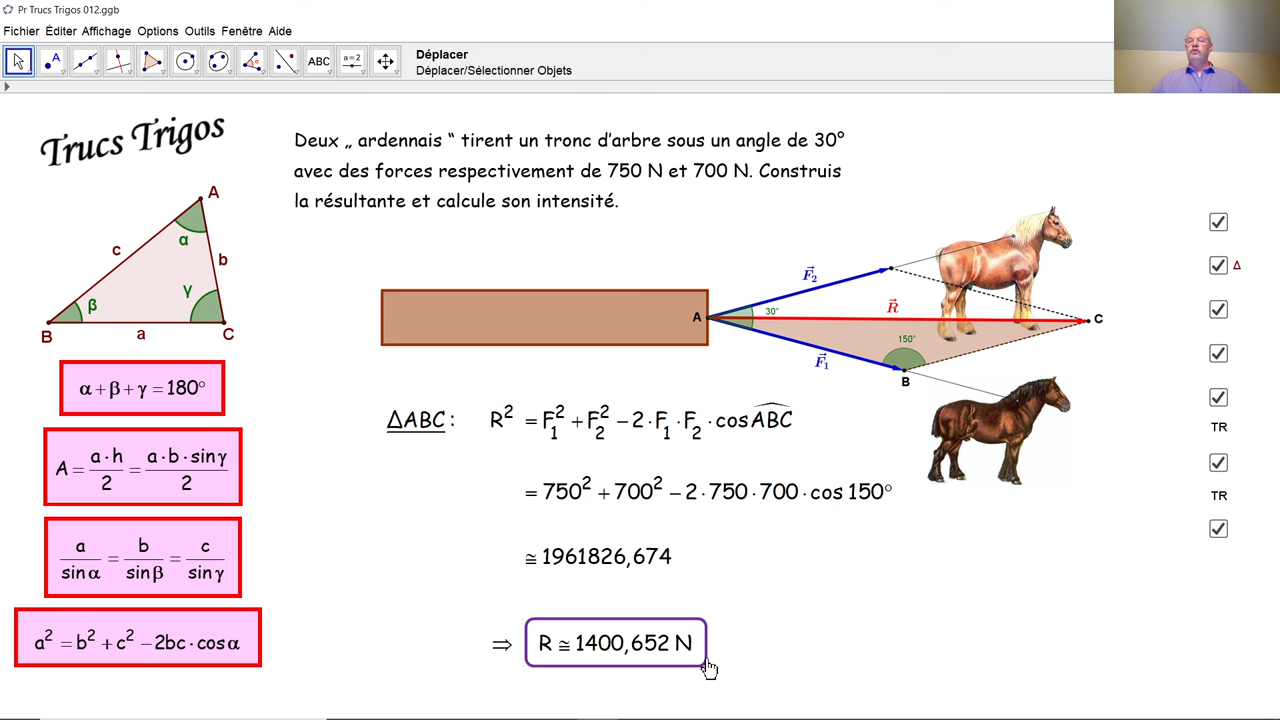 Pr Trucs Trigos 012.ggb
Fichier Éditer Affichage Options Outils Fenêtre Aide
A ABC a=2
Déplacer
Déplacer/Sélectionner Objets
Trucs Trigos
A
α
c
b
β
γ
B
a
C
α+β+γ=180°
A = a·h/2 = a·b·sinγ/2
a/sinα = b/sinβ = c/sinγ
a² = b² + c² − 2bc·cosα
Deux „ ardennais “ tirent un tronc d’arbre sous un angle de 30°
avec des forces respectivement de 750 N et 700 N. Construis
la résultante et calcule son intensité.
F⃗₂
A
30°
R⃗
C
150°
F⃗₁
B
ΔABC : R² = F₁² + F₂² − 2·F₁·F₂·cos ABC
= 750² + 700² − 2·750·700·cos 150°
≅ 1961826,674
⇒ R ≅ 1400,652 N
Δ
TR
TR